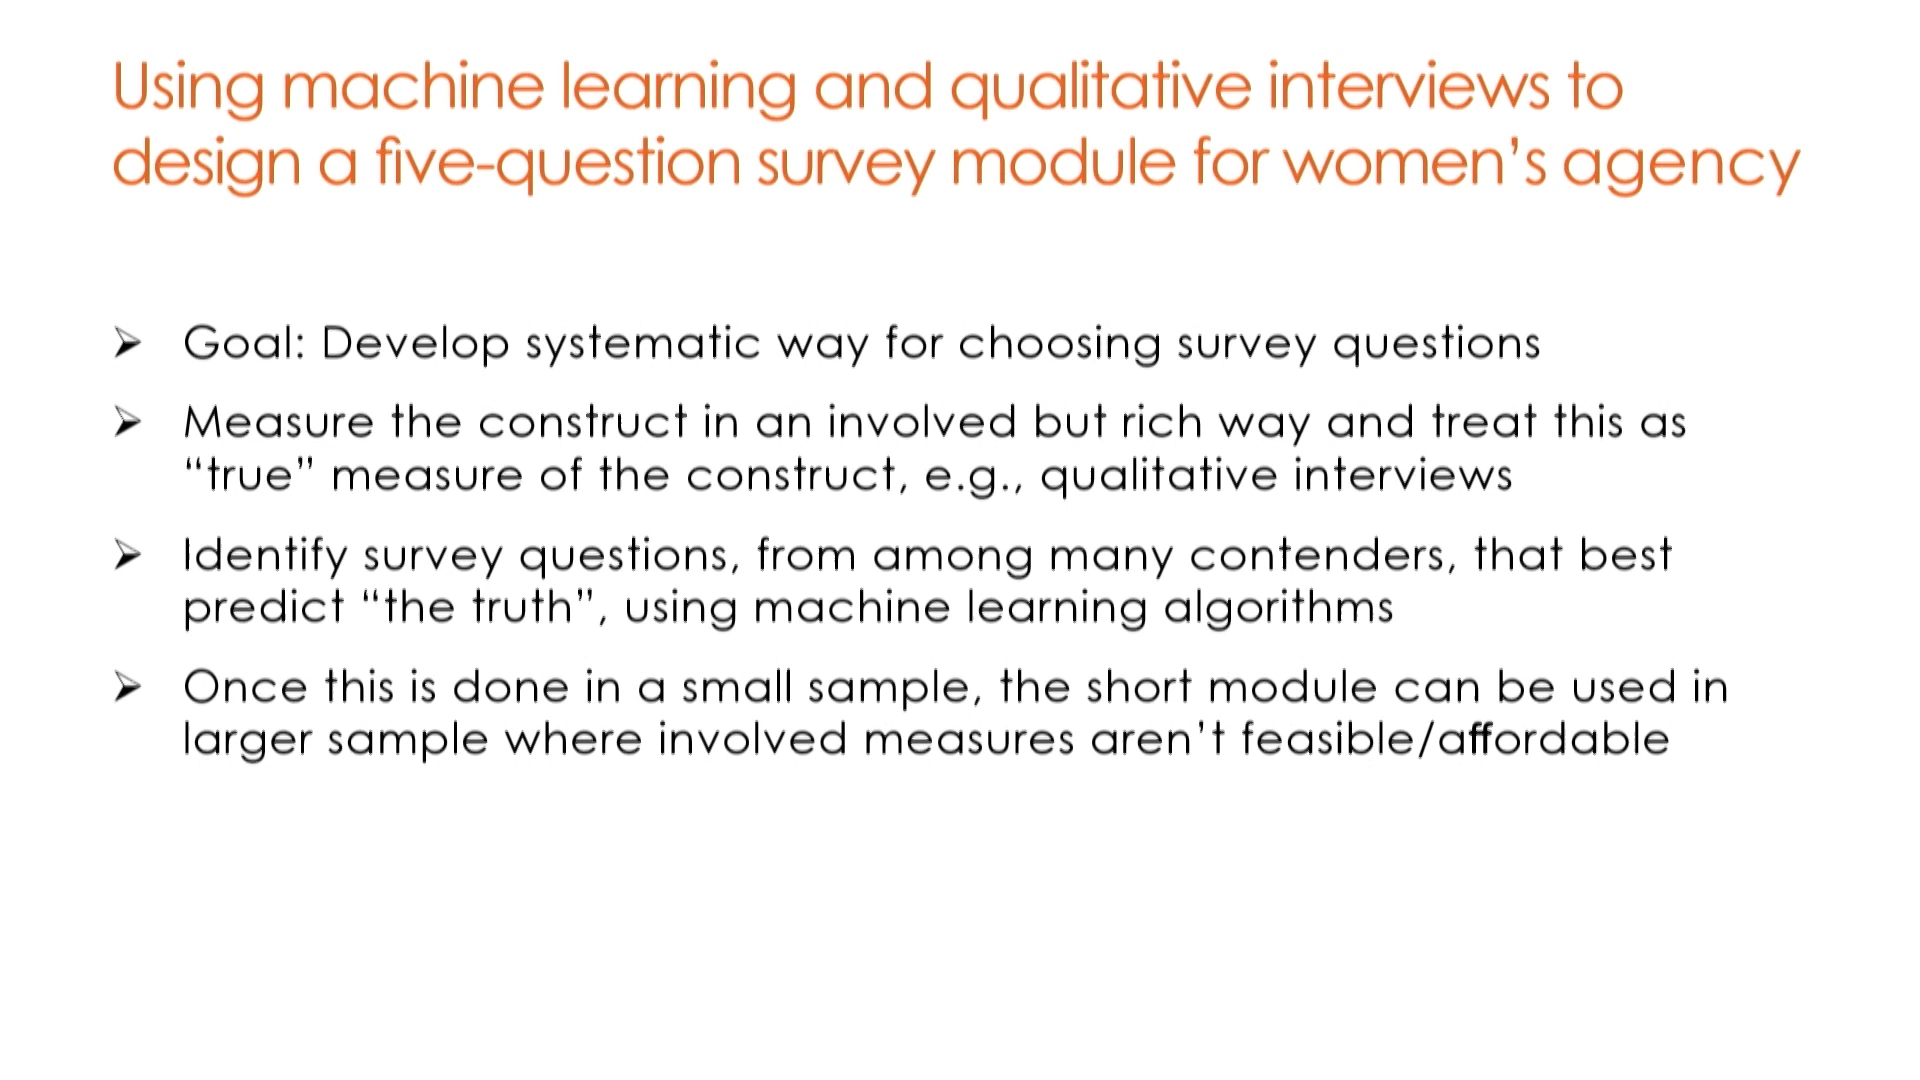 Using machine learning and qualitative interviews to
design a five-question survey module for women’s agency
➢ Goal: Develop systematic way for choosing survey questions
➢ Measure the construct in an involved but rich way and treat this as
“true” measure of the construct, e.g., qualitative interviews
➢ Identify survey questions, from among many contenders, that best
predict “the truth”, using machine learning algorithms
➢ Once this is done in a small sample, the short module can be used in
larger sample where involved measures aren’t feasible/affordable